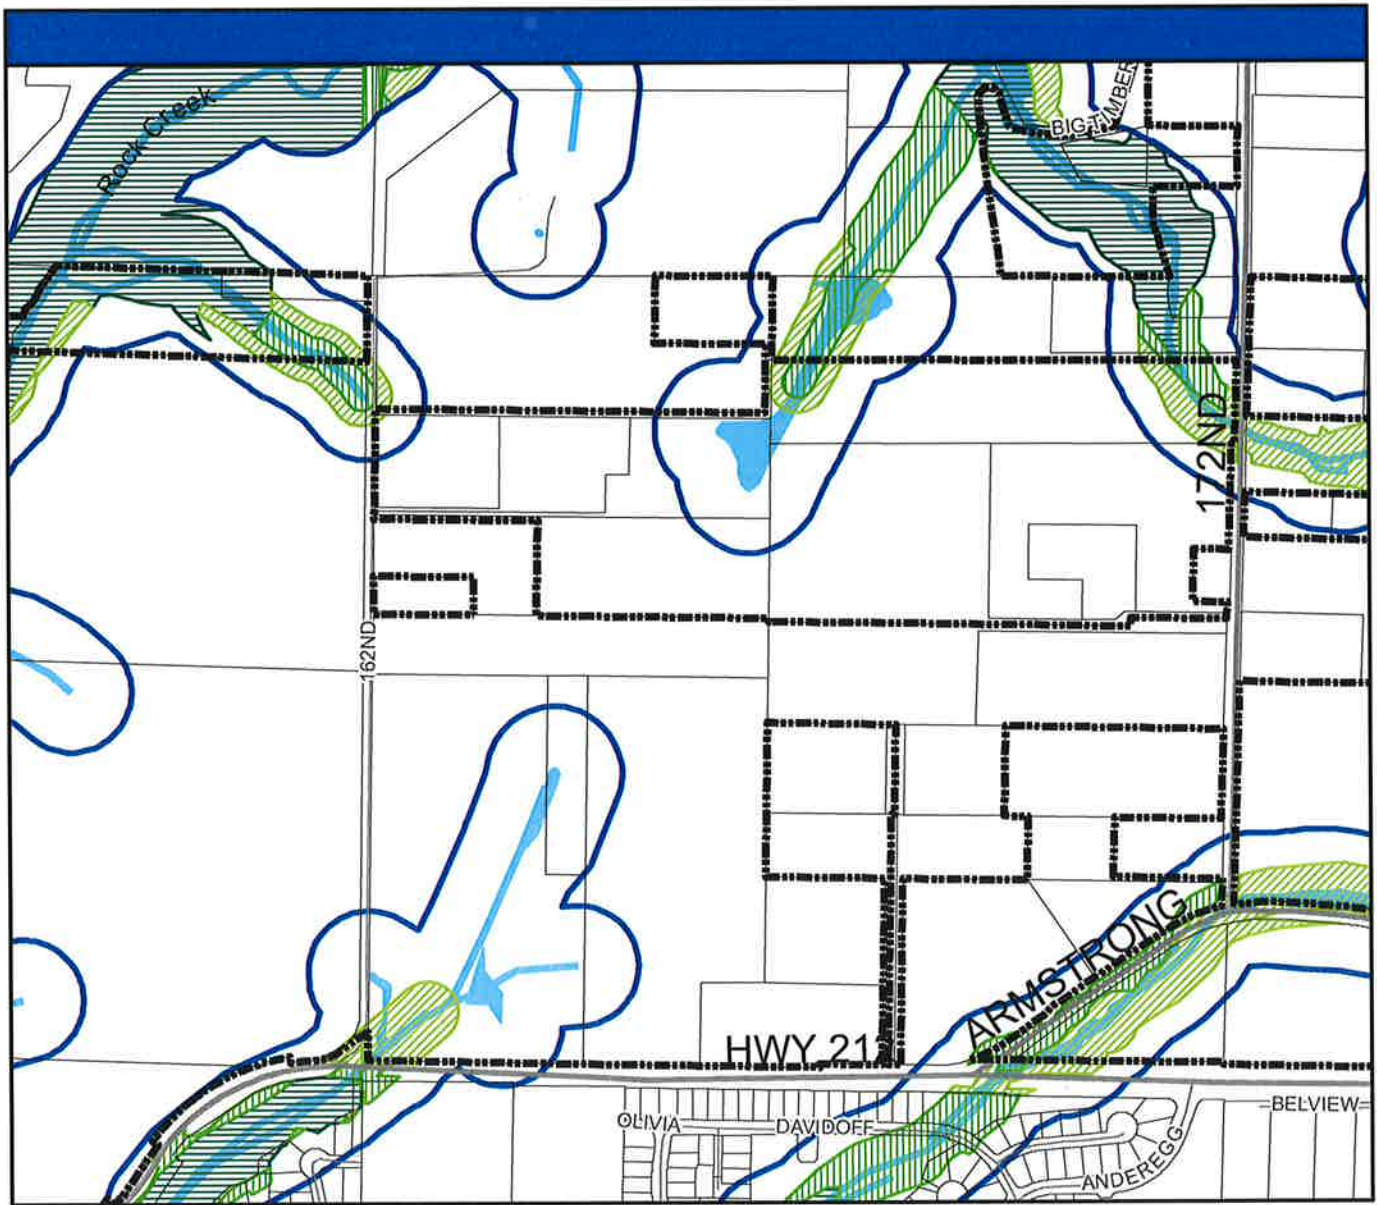 Rock Creek
BIG TIMBER
172ND
162ND
ARMSTRONG
HWY 21
OLIVIA
DAVIDOFF
BELVIEW
ANDEREGG